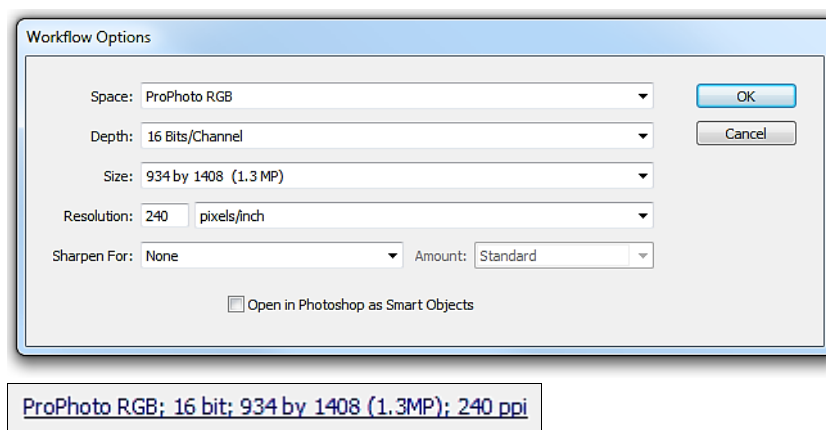 Workflow Options
Space: ProPhoto RGB OK
Depth: 16 Bits/Channel Cancel
Size: 934 by 1408 (1.3 MP)
Resolution: 240 pixels/inch
Sharpen For: None Amount: Standard
Open in Photoshop as Smart Objects
ProPhoto RGB; 16 bit; 934 by 1408 (1.3MP); 240 ppi